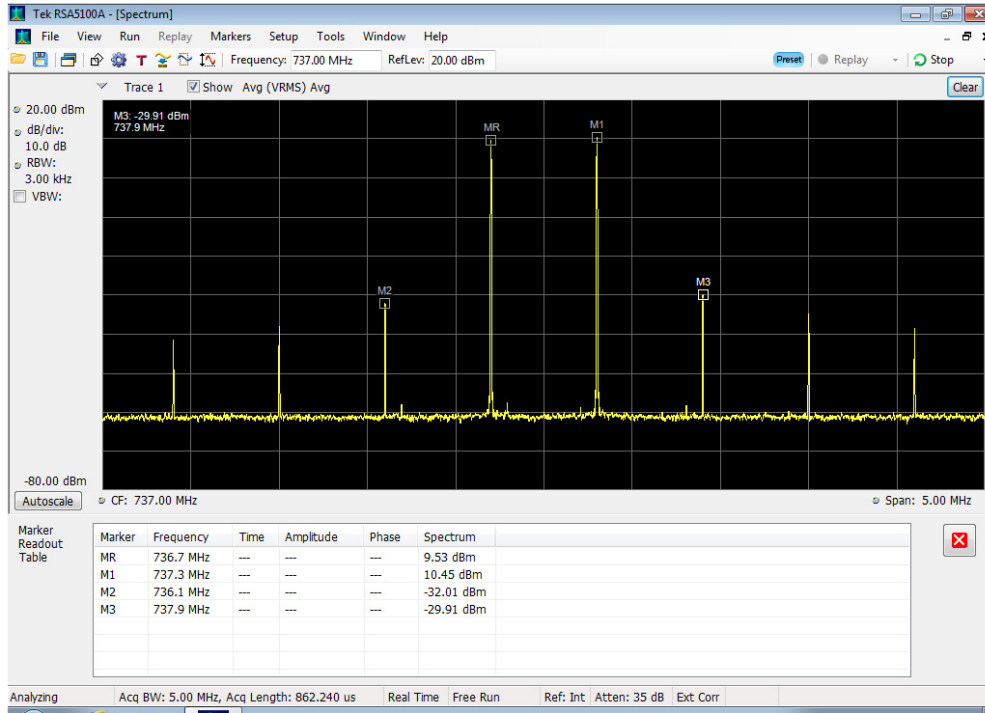 Tek RSA5100A - [Spectrum]
File View Run Replay Markers Setup Tools Window Help
T Frequency: 737.00 MHz RefLev: 20.00 dBm Preset Replay Stop
Trace 1 Show Avg (VRMS) Avg Clear
20.00 dBm
dB/div:
10.0 dB
RBW:
3.00 kHz
VBW:
M3: -29.91 dBm
737.9 MHz
MR
M1
M2
M3
-80.00 dBm
Autoscale CF: 737.00 MHz Span: 5.00 MHz
Marker
Readout
Table
Marker Frequency Time Amplitude Phase Spectrum
MR 736.7 MHz --- --- --- 9.53 dBm
M1 737.3 MHz --- --- --- 10.45 dBm
M2 736.1 MHz --- --- --- -32.01 dBm
M3 737.9 MHz --- --- --- -29.91 dBm
Analyzing Acq BW: 5.00 MHz, Acq Length: 862.240 us Real Time Free Run Ref: Int Atten: 35 dB Ext Corr